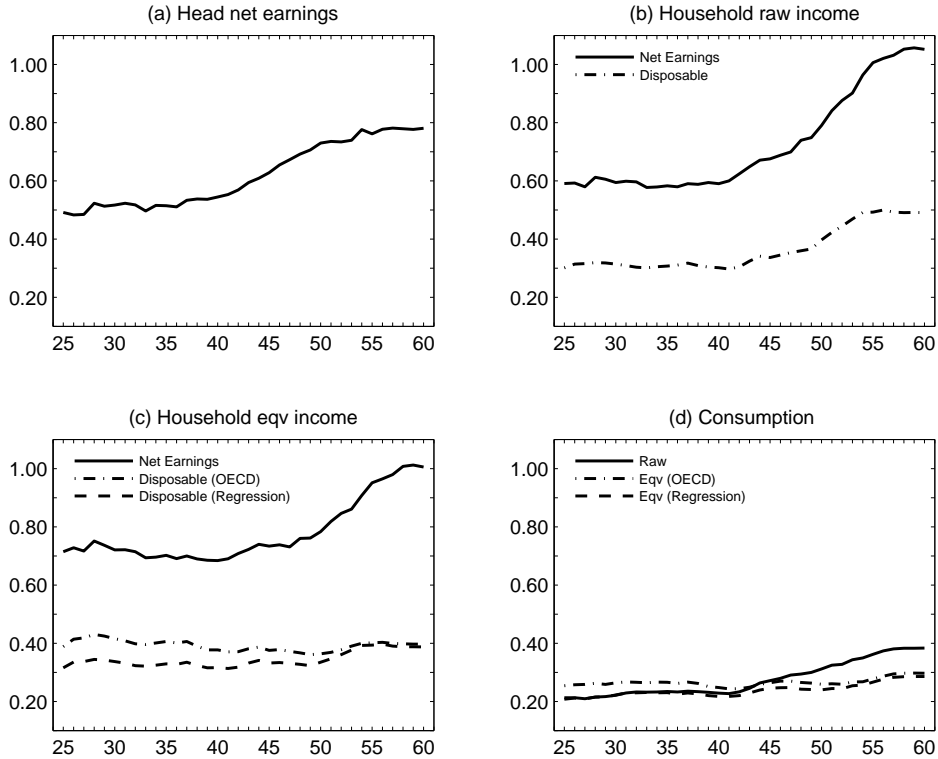 (a) Head net earnings
1.00
0.80
0.60
0.40
0.20
25 30 35 40 45 50 55 60
(b) Household raw income
Net Earnings
Disposable
1.00
0.80
0.60
0.40
0.20
25 30 35 40 45 50 55 60
(c) Household eqv income
Net Earnings
Disposable (OECD)
Disposable (Regression)
1.00
0.80
0.60
0.40
0.20
25 30 35 40 45 50 55 60
(d) Consumption
Raw
Eqv (OECD)
Eqv (Regression)
1.00
0.80
0.60
0.40
0.20
25 30 35 40 45 50 55 60